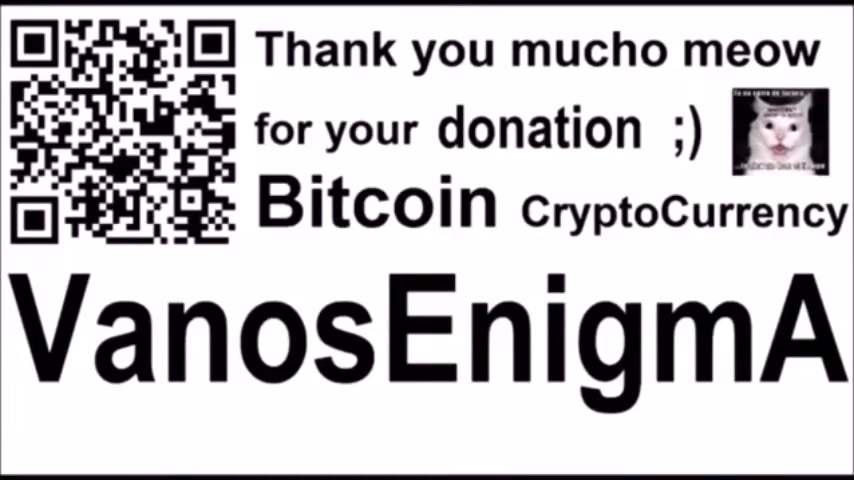 Thank you mucho meow
for your donation ;)
Bitcoin CryptoCurrency
VanosEnigmA